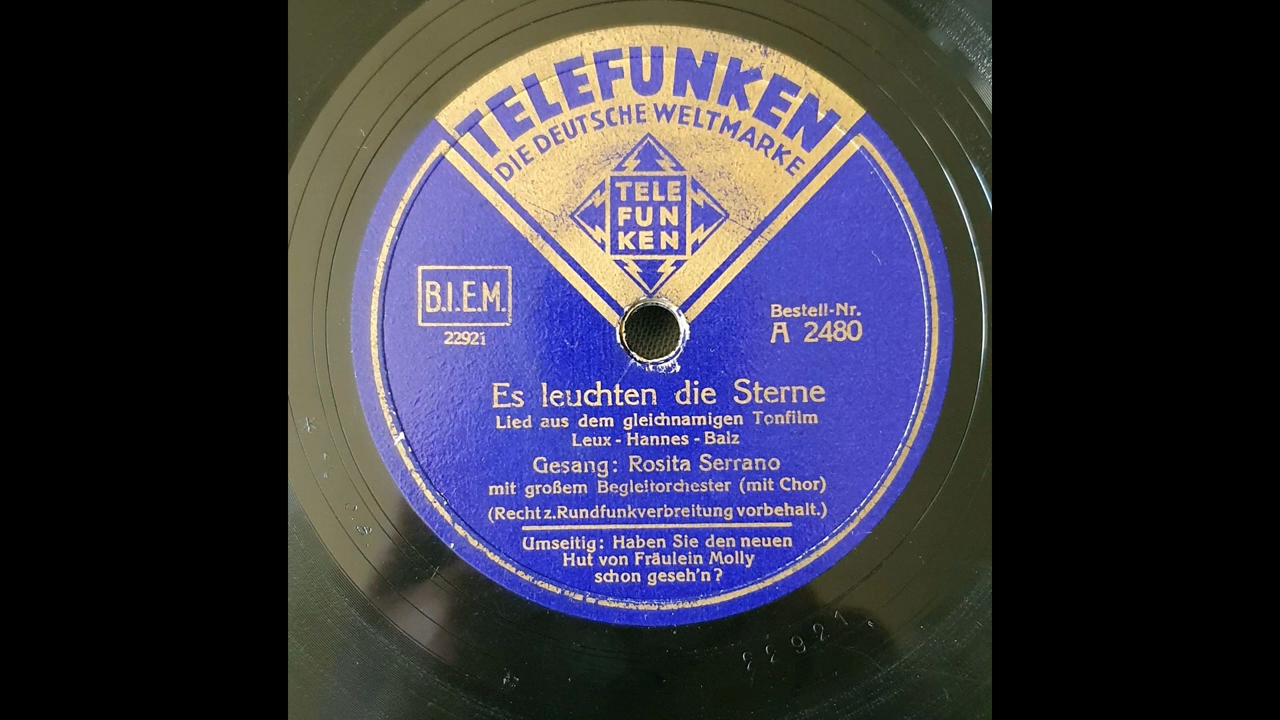 TELEFUNKEN
DIE DEUTSCHE WELTMARKE
TELE
FUN
KEN
B.I.E.M.
22921
Bestell-Nr.
A 2480
Es leuchten die Sterne
Lied aus dem gleichnamigen Tonfilm
Leux - Hannes - Balz
Gesang: Rosita Serrano
mit großem Begleitorchester (mit Chor)
(Recht z. Rundfunkverbreitung vorbehalt.)
Umseitig: Haben Sie den neuen
Hut von Fräulein Molly
schon geseh'n?
22921